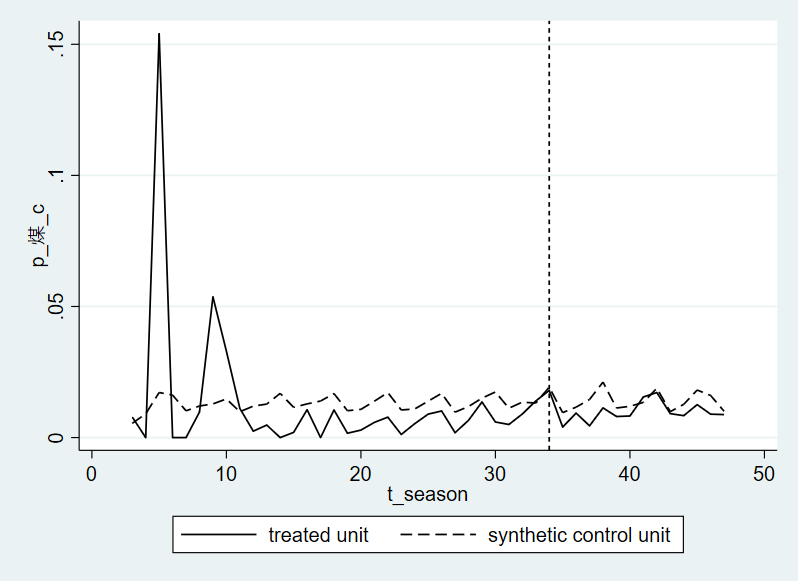 .15
.1
.05
0
p_煤_c
0 10 20 30 40 50
t_season
treated unit synthetic control unit